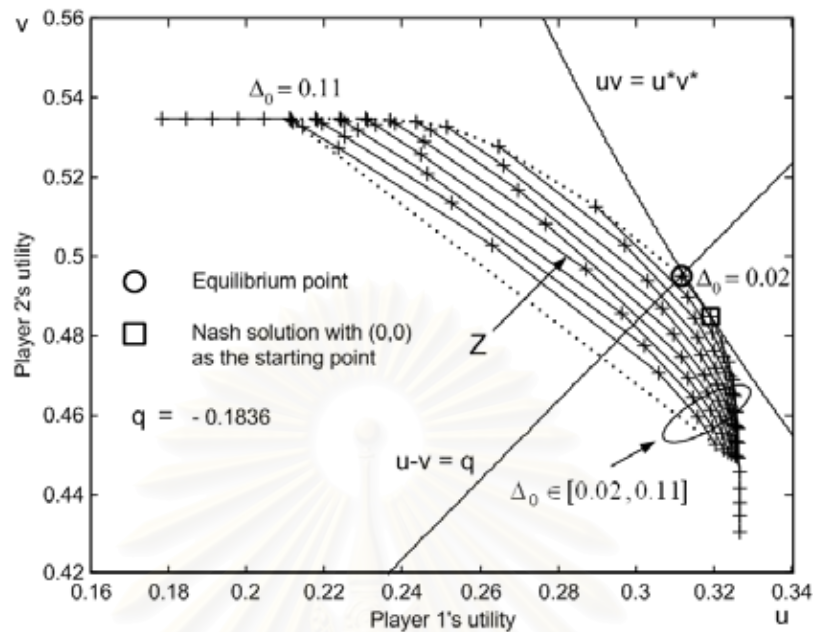 v
0.56
0.54
0.52
0.5
0.48
0.46
0.44
0.42
Player 2's utility
Δ₀ = 0.11
uv = u*v*
Equilibrium point
Δ₀ = 0.02
Nash solution with (0,0)
as the starting point
Z
q = - 0.1836
u-v = q
Δ₀ ∈ [0.02, 0.11]
0.16 0.18 0.2 0.22 0.24 0.26 0.28 0.3 0.32 0.34
Player 1's utility
u